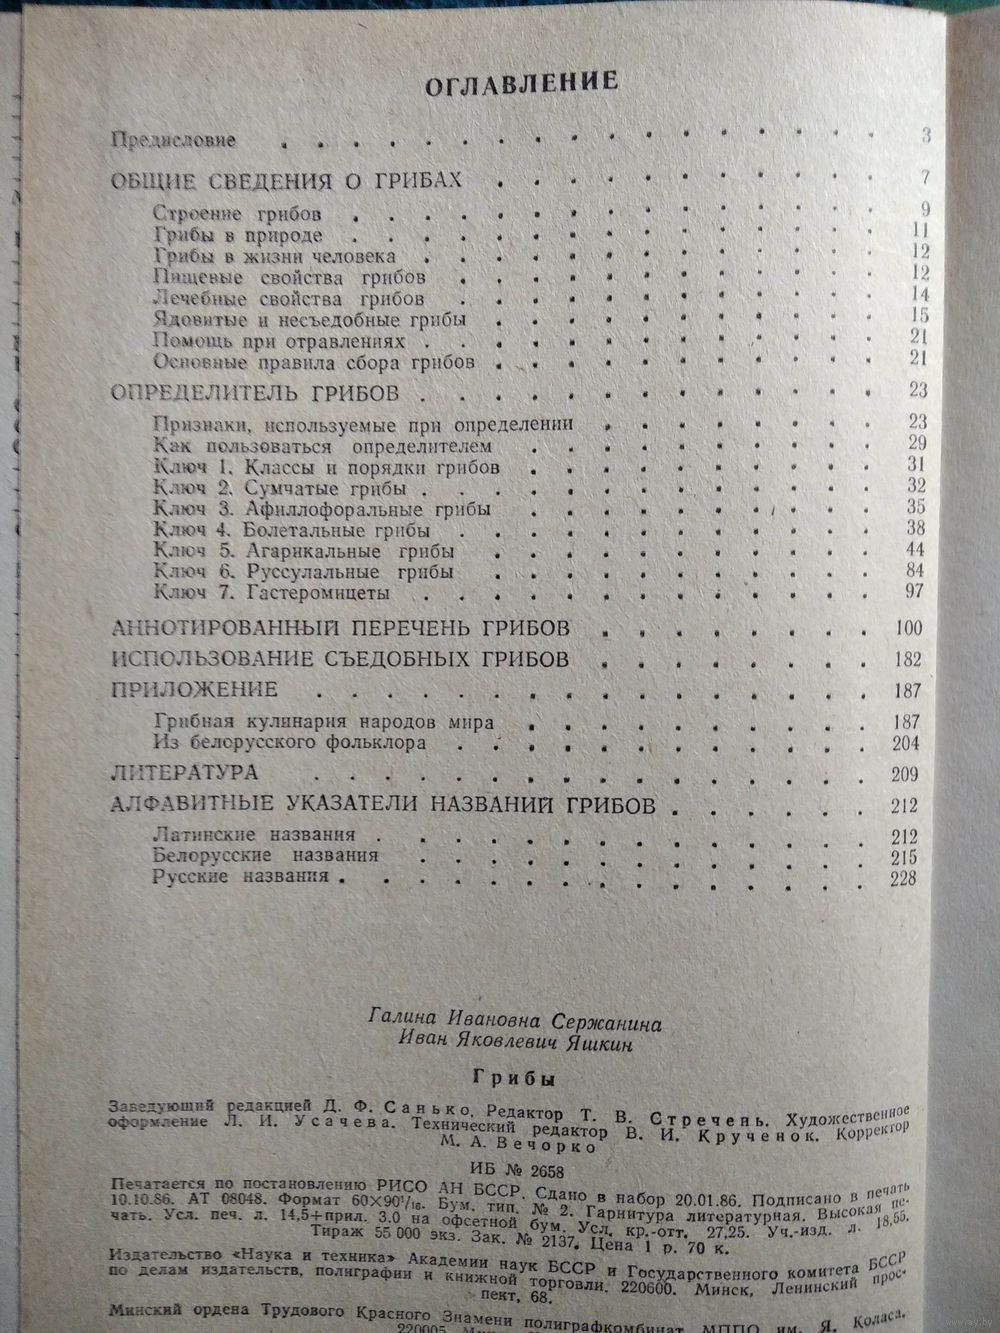 ОГЛАВЛЕНИЕ
Предисловие . . . . . . . . . . . . . . . . . 3
ОБЩИЕ СВЕДЕНИЯ О ГРИБАХ . . . . . . . . . . . 7
Строение грибов . . . . . . . . . . . . . . . 9
Грибы в природе . . . . . . . . . . . . . . . 11
Грибы в жизни человека . . . . . . . . . . . . . 12
Пищевые свойства грибов . . . . . . . . . . . . 12
Лечебные свойства грибов . . . . . . . . . . . . 14
Ядовитые и несъедобные грибы . . . . . . . . . . . 15
Помощь при отравлениях . . . . . . . . . . . . . 21
Основные правила сбора грибов . . . . . . . . . . . 21
ОПРЕДЕЛИТЕЛЬ ГРИБОВ . . . . . . . . . . . . . 23
Признаки, используемые при определении . . . . . . . . 23
Как пользоваться определителем . . . . . . . . . . 29
Ключ 1. Классы и порядки грибов . . . . . . . . . . 31
Ключ 2. Сумчатые грибы . . . . . . . . . . . . . 32
Ключ 3. Афиллофоральные грибы . . . . . . . . . . 35
Ключ 4. Болетальные грибы . . . . . . . . . . . . 38
Ключ 5. Агарикальные грибы . . . . . . . . . . . 44
Ключ 6. Руссулальные грибы . . . . . . . . . . . 84
Ключ 7. Гастеромицеты . . . . . . . . . . . . . 97
АННОТИРОВАННЫЙ ПЕРЕЧЕНЬ ГРИБОВ . . . . . . . . 100
ИСПОЛЬЗОВАНИЕ СЪЕДОБНЫХ ГРИБОВ . . . . . . . . 182
ПРИЛОЖЕНИЕ . . . . . . . . . . . . . . . . 187
Грибная кулинария народов мира . . . . . . . . . . 187
Из белорусского фольклора . . . . . . . . . . . . 204
ЛИТЕРАТУРА . . . . . . . . . . . . . . . . 209
АЛФАВИТНЫЕ УКАЗАТЕЛИ НАЗВАНИЙ ГРИБОВ . . . . . . 212
Латинские названия . . . . . . . . . . . . . . 212
Белорусские названия . . . . . . . . . . . . . 215
Русские названия . . . . . . . . . . . . . . . 228
Галина Ивановна Сержанина
Иван Яковлевич Яшкин
Грибы
Заведующий редакцией Д. Ф. Санько. Редактор Т. В. Стречень. Художественное
оформление Л. И. Усачева. Технический редактор В. И. Крученок. Корректор
М. А. Вечорко
ИБ № 2658
Печатается по постановлению РИСО АН БССР. Сдано в набор 20.01.86. Подписано в печать
10.10.86. АТ 08048. Формат 60×90¹/₁₆. Бум. тип. № 2. Гарнитура литературная. Высокая пе-
чать. Усл. печ. л. 14,5+прил. 3,0 на офсетной бум. Усл. кр.-отт. 27,25. Уч.-изд. л. 18,55.
Тираж 55 000 экз. Зак. № 2137. Цена 1 р. 70 к.
Издательство «Наука и техника» Академии наук БССР и Государственного комитета БССР
по делам издательств, полиграфии и книжной торговли. 220600. Минск, Ленинский прос-
пект, 68.
Минский ордена Трудового Красного Знамени полиграфкомбинат МППО им. Я. Коласа.
220005